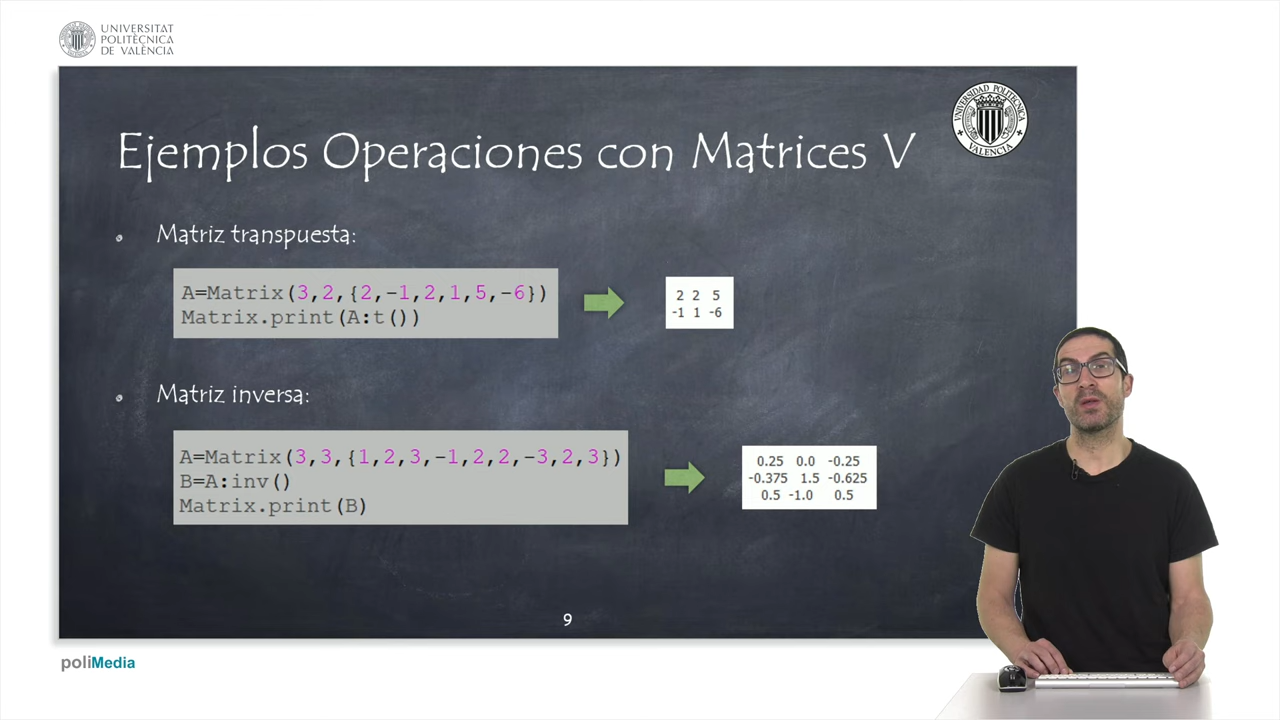 UNIVERSITAT
POLITÈCNICA
DE VALÈNCIA
UNIVERSIDAD POLITECNICA
VALENCIA
Ejemplos Operaciones con Matrices V
Matriz transpuesta:
A=Matrix(3,2,{2,-1,2,1,5,-6})
Matrix.print(A:t())
2 2 5
-1 1 -6
Matriz inversa:
A=Matrix(3,3,{1,2,3,-1,2,2,-3,2,3})
B=A:inv()
Matrix.print(B)
0.25 0.0 -0.25
-0.375 1.5 -0.625
0.5 -1.0 0.5
9
poliMedia